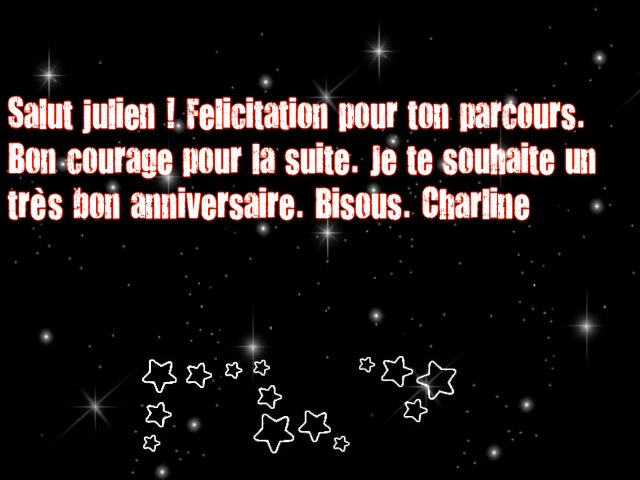 Salut julien ! Felicitation pour ton parcours.
Bon courage pour la suite. Je te souhaite un
très bon anniversaire. Bisous. Charline